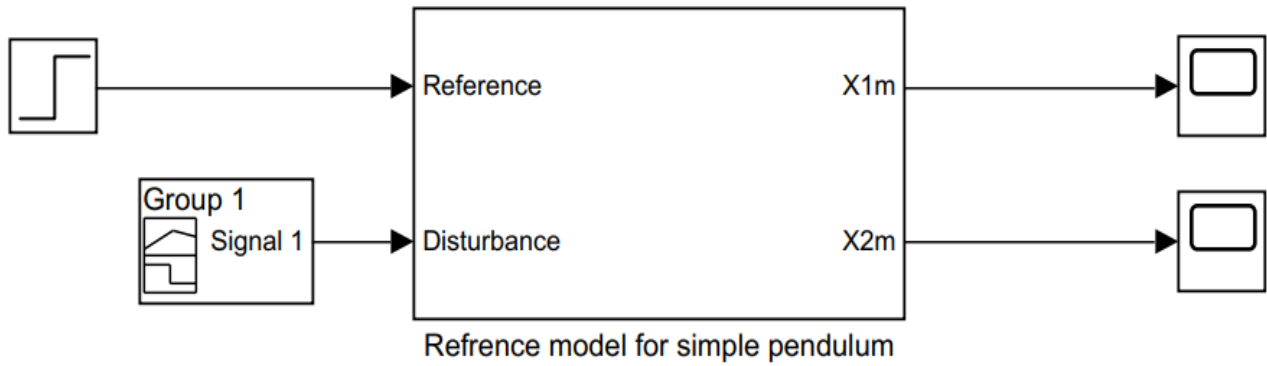 Reference
X1m
Group 1
Signal 1
Disturbance
X2m
Refrence model for simple pendulum